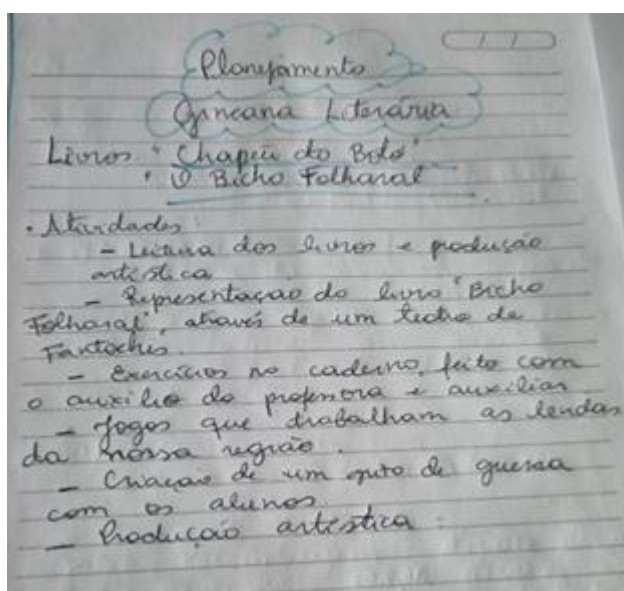 Planejamento
Gincana Literária
Livros • "Chapéu do Boto"
• "O Bicho Folharal"
• Atividades:
- Leitura dos livros e produção
artística
- Representação do livro "Bicho
Folharal", através de um teatro de
Fantoches.
- Exercícios no caderno, feito com
o auxílio da professora e auxiliar
- Jogos que trabalham as lendas
da nossa região.
- Criação de um grito de guerra
com os alunos.
- Produção artística.